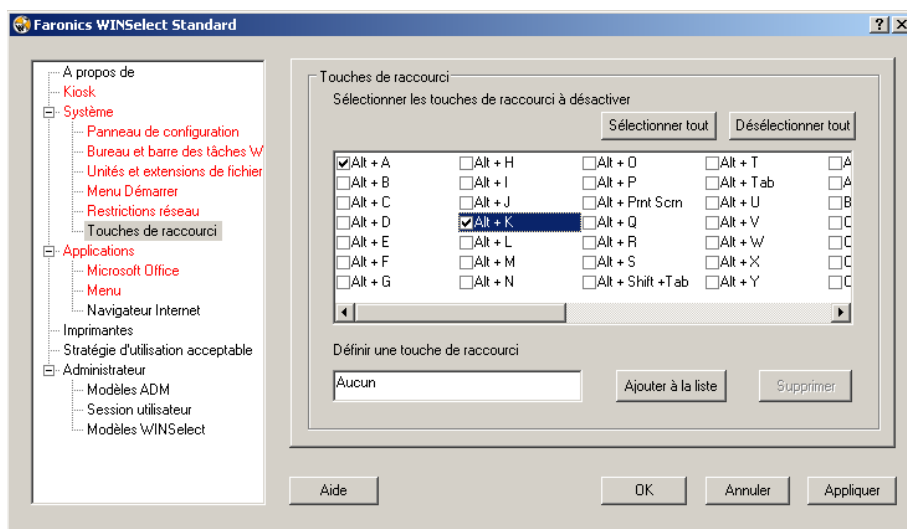 Faronics WINSelect Standard
A propos de
Kiosk
Système
Panneau de configuration
Bureau et barre des tâches W
Unités et extensions de fichier
Menu Démarrer
Restrictions réseau
Touches de raccourci
Applications
Microsoft Office
Menu
Navigateur Internet
Imprimantes
Stratégie d'utilisation acceptable
Administrateur
Modèles ADM
Session utilisateur
Modèles WINSelect
Touches de raccourci
Sélectionner les touches de raccourci à désactiver
Sélectionner tout Désélectionner tout
Alt + A Alt + H Alt + O Alt + T
Alt + B Alt + I Alt + P Alt + Tab
Alt + C Alt + J Alt + Prnt Scrn Alt + U
Alt + D Alt + K Alt + Q Alt + V
Alt + E Alt + L Alt + R Alt + W
Alt + F Alt + M Alt + S Alt + X
Alt + G Alt + N Alt + Shift +Tab Alt + Y
Définir une touche de raccourci
Aucun Ajouter à la liste Supprimer
Aide OK Annuler Appliquer